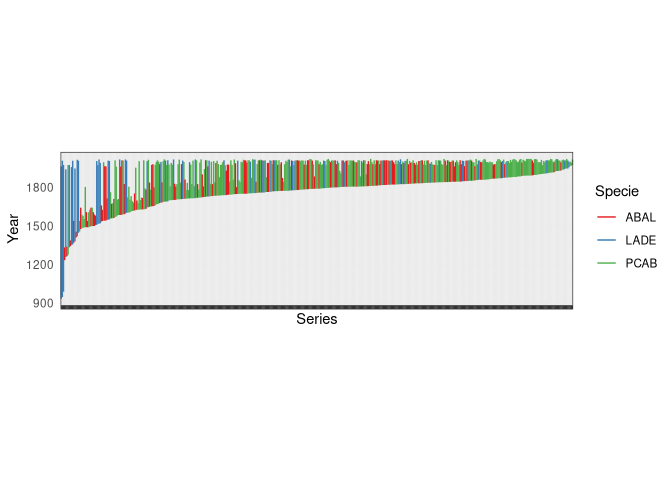 1800
1500
1200
900
Year
Series
Specie
ABAL
LADE
PCAB